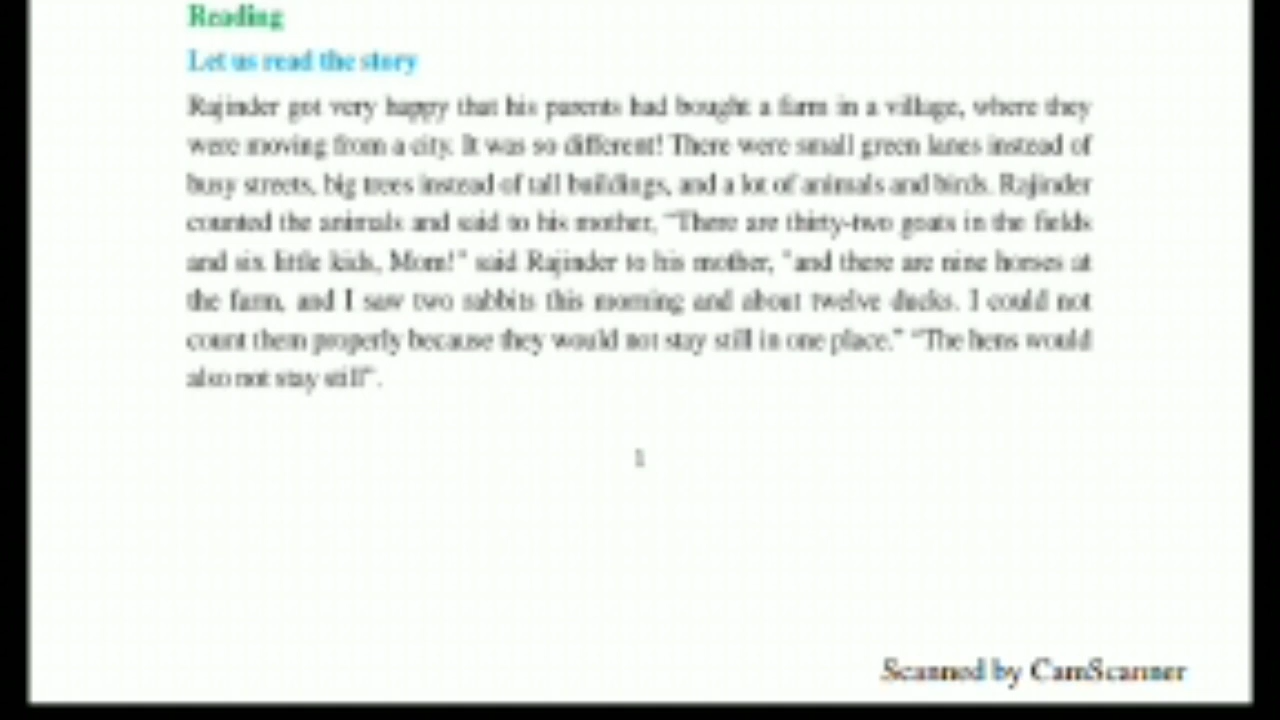 Reading
Let us read the story
Rajinder got very happy that his parents had bought a farm in a village, where they
were moving from a city. It was so different! There were small green lanes instead of
busy streets, big trees instead of tall buildings, and a lot of animals and birds. Rajinder
counted the animals and said to his mother, "There are thirty-two goats in the fields
and six little kids, Mom!" said Rajinder to his mother, "and there are nine horses at
the farm, and I saw two rabbits this morning and about twelve ducks. I could not
count them properly because they would not stay still in one place." "The hens would
also not stay still".
1
Scanned by CamScanner